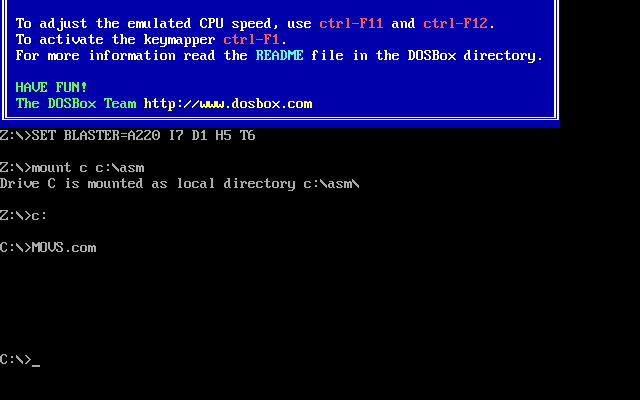 To adjust the emulated CPU speed, use ctrl-F11 and ctrl-F12.
To activate the keymapper ctrl-F1.
For more information read the README file in the DOSBox directory.
HAVE FUN!
The DOSBox Team http://www.dosbox.com
Z:\>SET BLASTER=A220 I7 D1 H5 T6
Z:\>mount c c:\asm
Drive C is mounted as local directory c:\asm\
Z:\>c:
C:\>MOVS.com
C:\>_